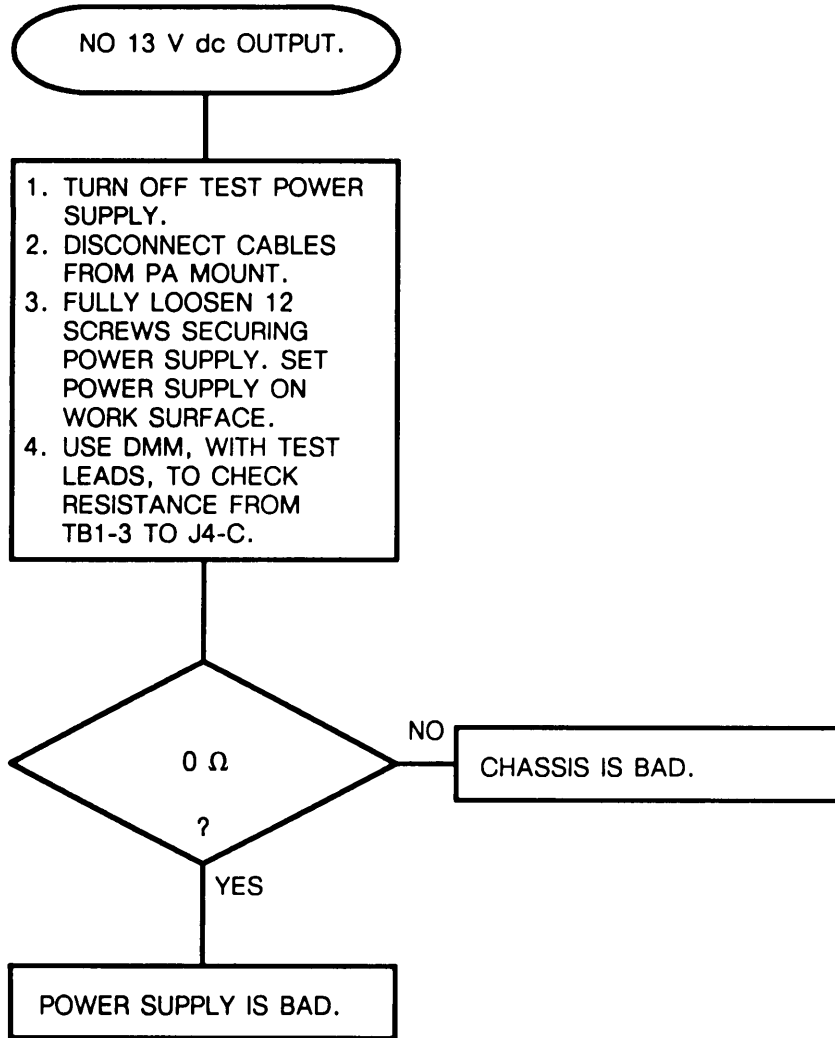 NO 13 V dc OUTPUT.
1. TURN OFF TEST POWER
SUPPLY.
2. DISCONNECT CABLES
FROM PA MOUNT.
3. FULLY LOOSEN 12
SCREWS SECURING
POWER SUPPLY. SET
POWER SUPPLY ON
WORK SURFACE.
4. USE DMM, WITH TEST
LEADS, TO CHECK
RESISTANCE FROM
TB1-3 TO J4-C.
0 Ω
?
NO
CHASSIS IS BAD.
YES
POWER SUPPLY IS BAD.